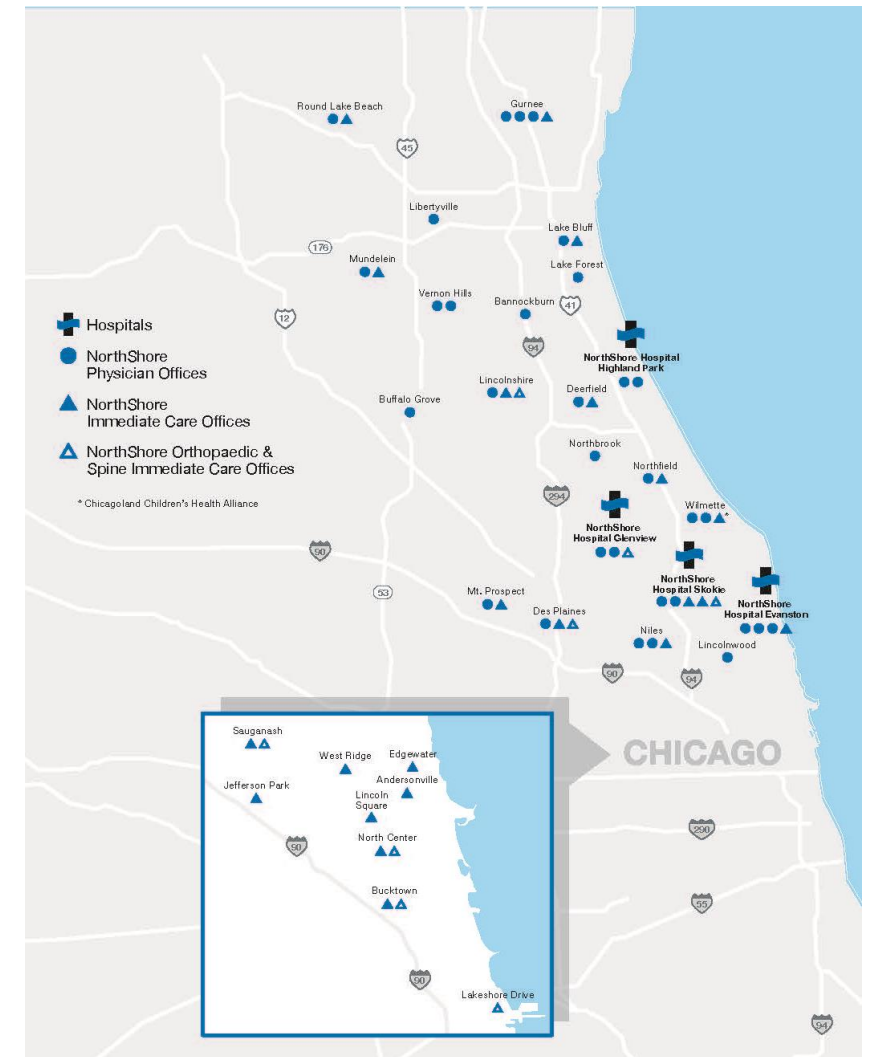 Round Lake Beach
Gurnee
45
Libertyville
Lake Bluff
176
Mundelein
Lake Forest
Vernon Hills
Bannockburn
41
12
Hospitals
94
NorthShore
Physician Offices
NorthShore Hospital
Highland Park
Lincolnshire
Deerfield
Buffalo Grove
NorthShore
Immediate Care Offices
NorthShore Orthopaedic &
Spine Immediate Care Offices
Northbrook
Northfield
* Chicagoland Children's Health Alliance
294
Wilmette
*
NorthShore
Hospital Glenview
90
NorthShore
Hospital Skokie
53
Mt. Prospect
Des Plaines
NorthShore
Hospital Evanston
Niles
Lincolnwood
90
94
Sauganash
West Ridge
Edgewater
CHICAGO
Jefferson Park
Andersonville
Lincoln
Square
North Center
90
290
Bucktown
55
90
Lakeshore Drive
94